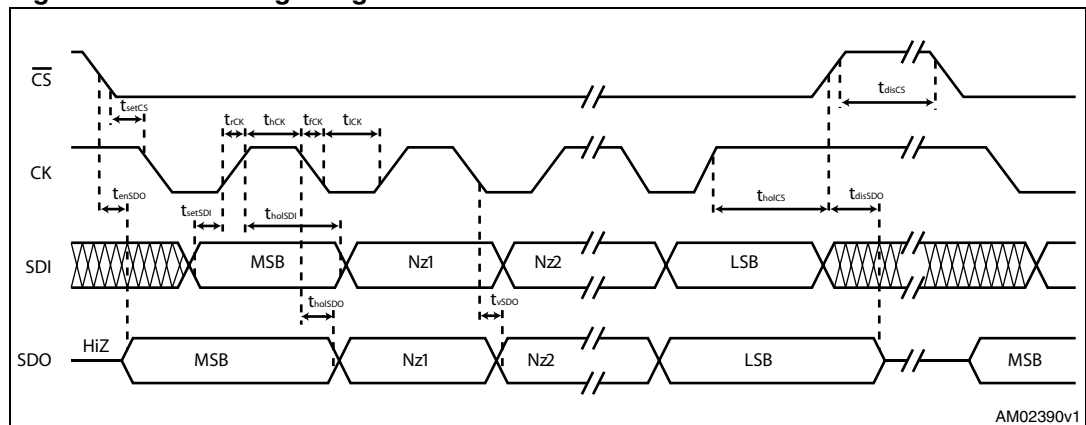 CS
tsetCS
tdisCS
trCK
thCK
tfCK
tlCK
CK
tenSDO
tsetSDI
tholSDI
tholCS
tdisSDO
SDI
MSB
Nz1
Nz2
LSB
tholSDO
tvSDO
HiZ
SDO
MSB
Nz1
Nz2
LSB
MSB
AM02390v1